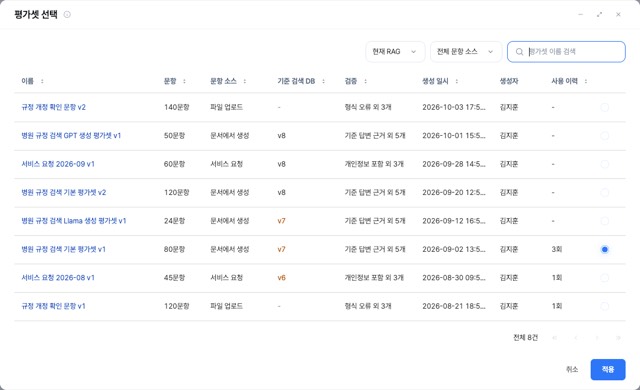 평가셋 선택
현재 RAG 전체 문항 소스 평가셋 이름 검색
이름 문항 문항 소스 기준 검색 DB 검증 생성 일시 생성자 사용 이력
규정 개정 확인 문항 v2 140문항 파일 업로드 - 형식 오류 외 3개 2026-10-03 17:5... 김지훈 -
병원 규정 검색 GPT 생성 평가셋 v1 50문항 문서에서 생성 v8 기준 답변 근거 외 5개 2026-10-01 15:5... 김지훈 -
서비스 요청 2026-09 v1 60문항 서비스 요청 v8 개인정보 포함 외 3개 2026-09-28 14:5... 김지훈 -
병원 규정 검색 기본 평가셋 v2 120문항 문서에서 생성 v8 기준 답변 근거 외 5개 2026-09-20 12:5... 김지훈 -
병원 규정 검색 Llama 생성 평가셋 v1 24문항 문서에서 생성 v7 기준 답변 근거 외 5개 2026-09-12 16:5... 김지훈 -
병원 규정 검색 기본 평가셋 v1 80문항 문서에서 생성 v7 기준 답변 근거 외 5개 2026-09-02 13:5... 김지훈 3회
서비스 요청 2026-08 v1 45문항 서비스 요청 v6 개인정보 포함 외 3개 2026-08-30 09:5... 김지훈 1회
규정 개정 확인 문항 v1 120문항 파일 업로드 - 형식 오류 외 3개 2026-08-21 18:5... 김지훈 1회
전체 8건
취소 적용